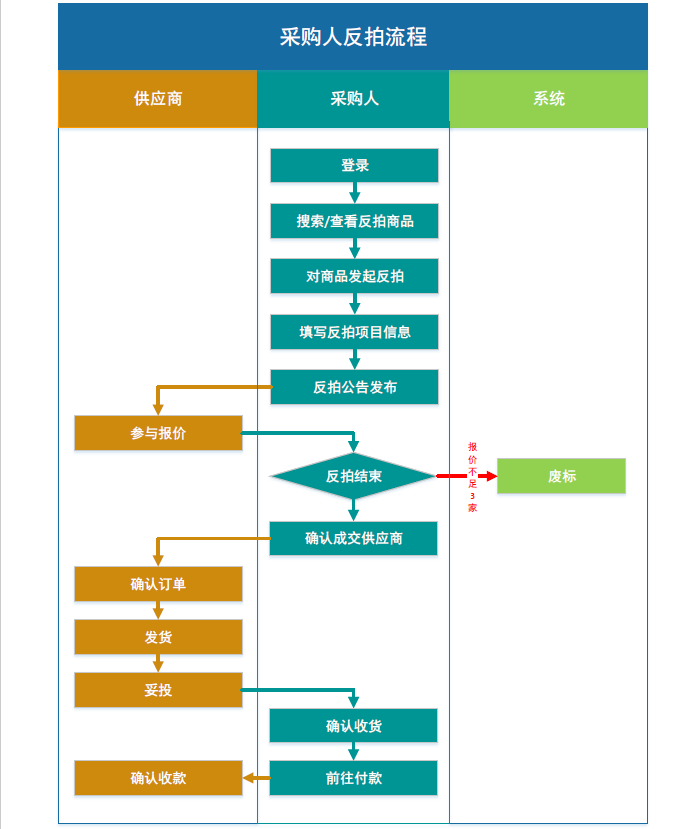 采购人反拍流程
供应商
采购人
系统
登录
搜索/查看反拍商品
对商品发起反拍
填写反拍项目信息
反拍公告发布
参与报价
反拍结束
报
价
不
足
3
家
废标
确认成交供应商
确认订单
发货
妥投
确认收货
确认收款
前往付款